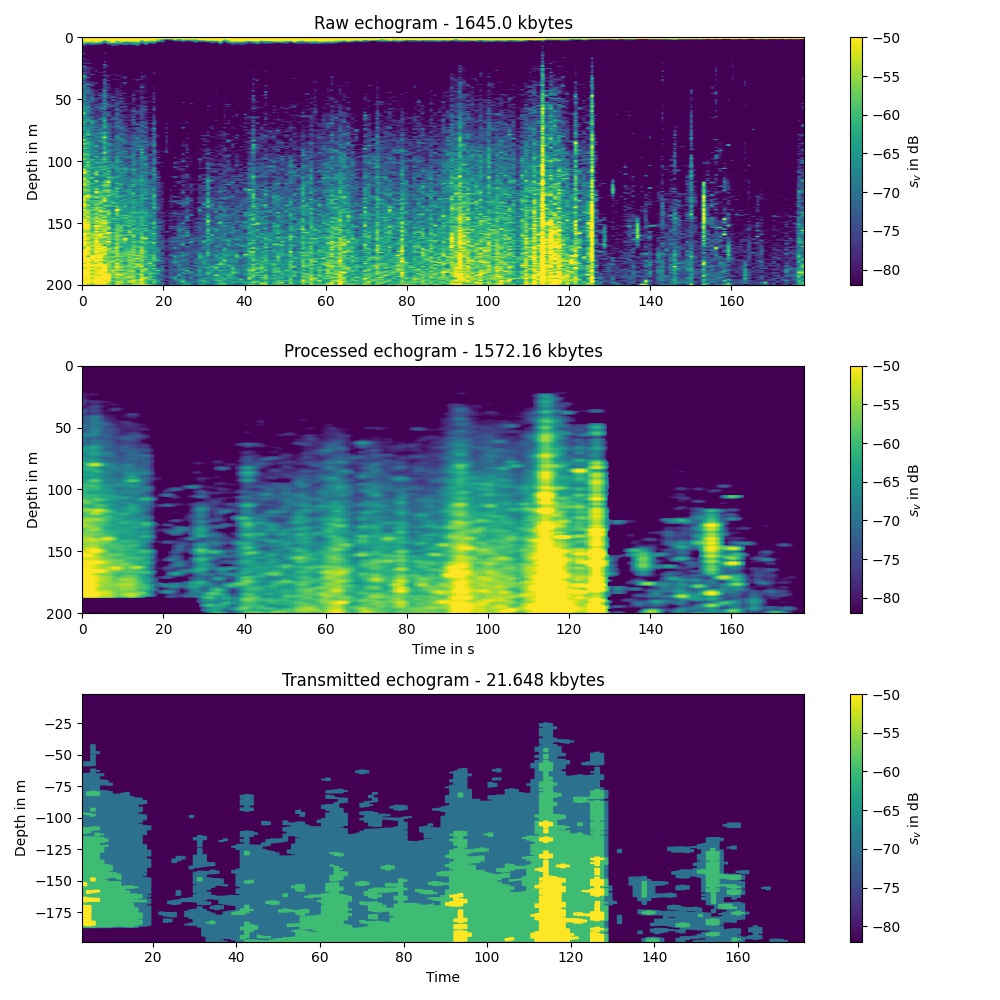 Raw echogram - 1645.0 kbytes
0
50
100
150
200
Depth in m
0 20 40 60 80 100 120 140 160
Time in s
−50
−55
−60
−65
−70
−75
−80
sv in dB
Processed echogram - 1572.16 kbytes
0
50
100
150
200
Depth in m
0 20 40 60 80 100 120 140 160
Time in s
−50
−55
−60
−65
−70
−75
−80
sv in dB
Transmitted echogram - 21.648 kbytes
−25
−50
−75
−100
−125
−150
−175
Depth in m
20 40 60 80 100 120 140 160
Time
−50
−55
−60
−65
−70
−75
−80
sv in dB